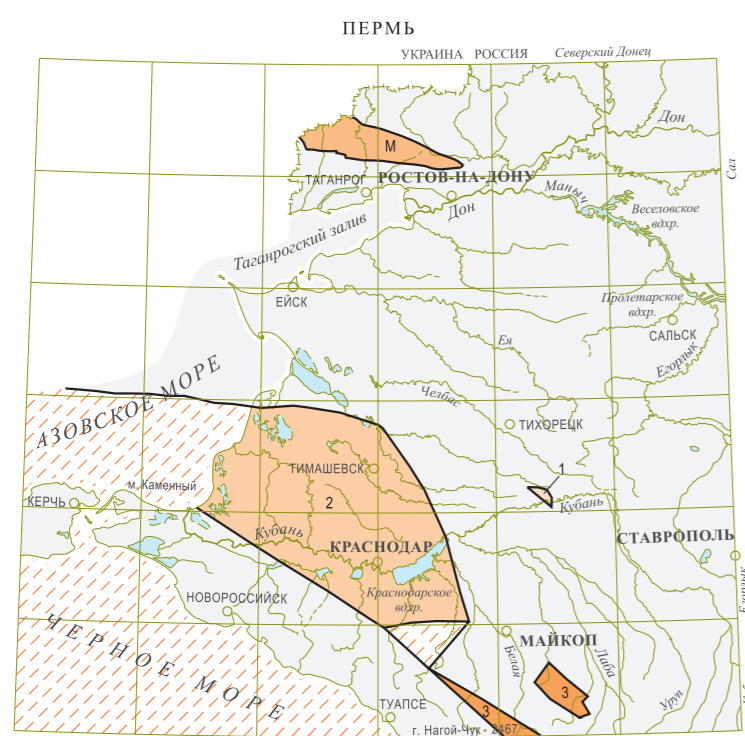 ПЕРМЬ
УКРАИНА РОССИЯ Северский Донец
Дон
М
ТАГАНРОГ
РОСТОВ-НА-ДОНУ
Сал
Маныч
Дон
Веселовское
вдхр.
Таганрогский залив
ЕЙСК
Пролетарское
вдхр.
САЛЬСК
Ея
Егорлык
АЗОВСКОЕ МОРЕ
Челбас
ТИХОРЕЦК
ТИМАШЕВСК
1
м. Каменный
КЕРЧЬ
2
Кубань
Кубань
КРАСНОДАР
СТАВРОПОЛЬ
Краснодарское
вдхр.
НОВОРОССИЙСК
Егорлык
ЧЕРНОЕ МОРЕ
МАЙКОП
Белая
Лаба
3
Уруп
ТУАПСЕ
3
г. Нагой-Чук • 2467